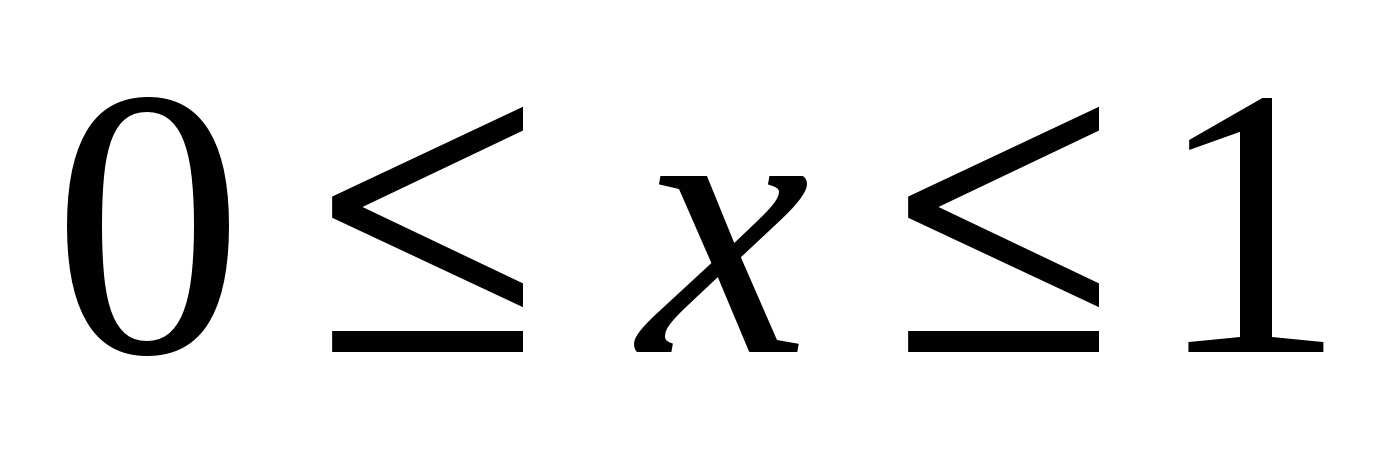 0 ≤ x ≤ 1